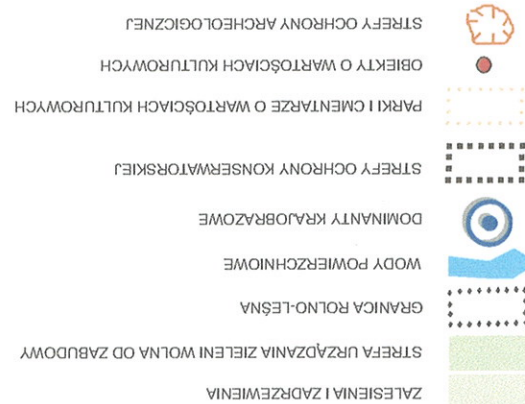 ZALESIENIA I ZADRZEWIENIA
STREFA URZĄDZANIA ZIELENI WOLNA OD ZABUDOWY
GRANICA ROLNO-LEŚNA
WODY POWIERZCHNIOWE
DOMINANTY KRAJOBRAZOWE
STREFY OCHRONY KONSERWATORSKIEJ
PARKI I CMENTARZE O WARTOŚCIACH KULTUROWYCH
OBIEKTY O WARTOŚCIACH KULTUROWYCH
STREFY OCHRONY ARCHEOLOGICZNEJ